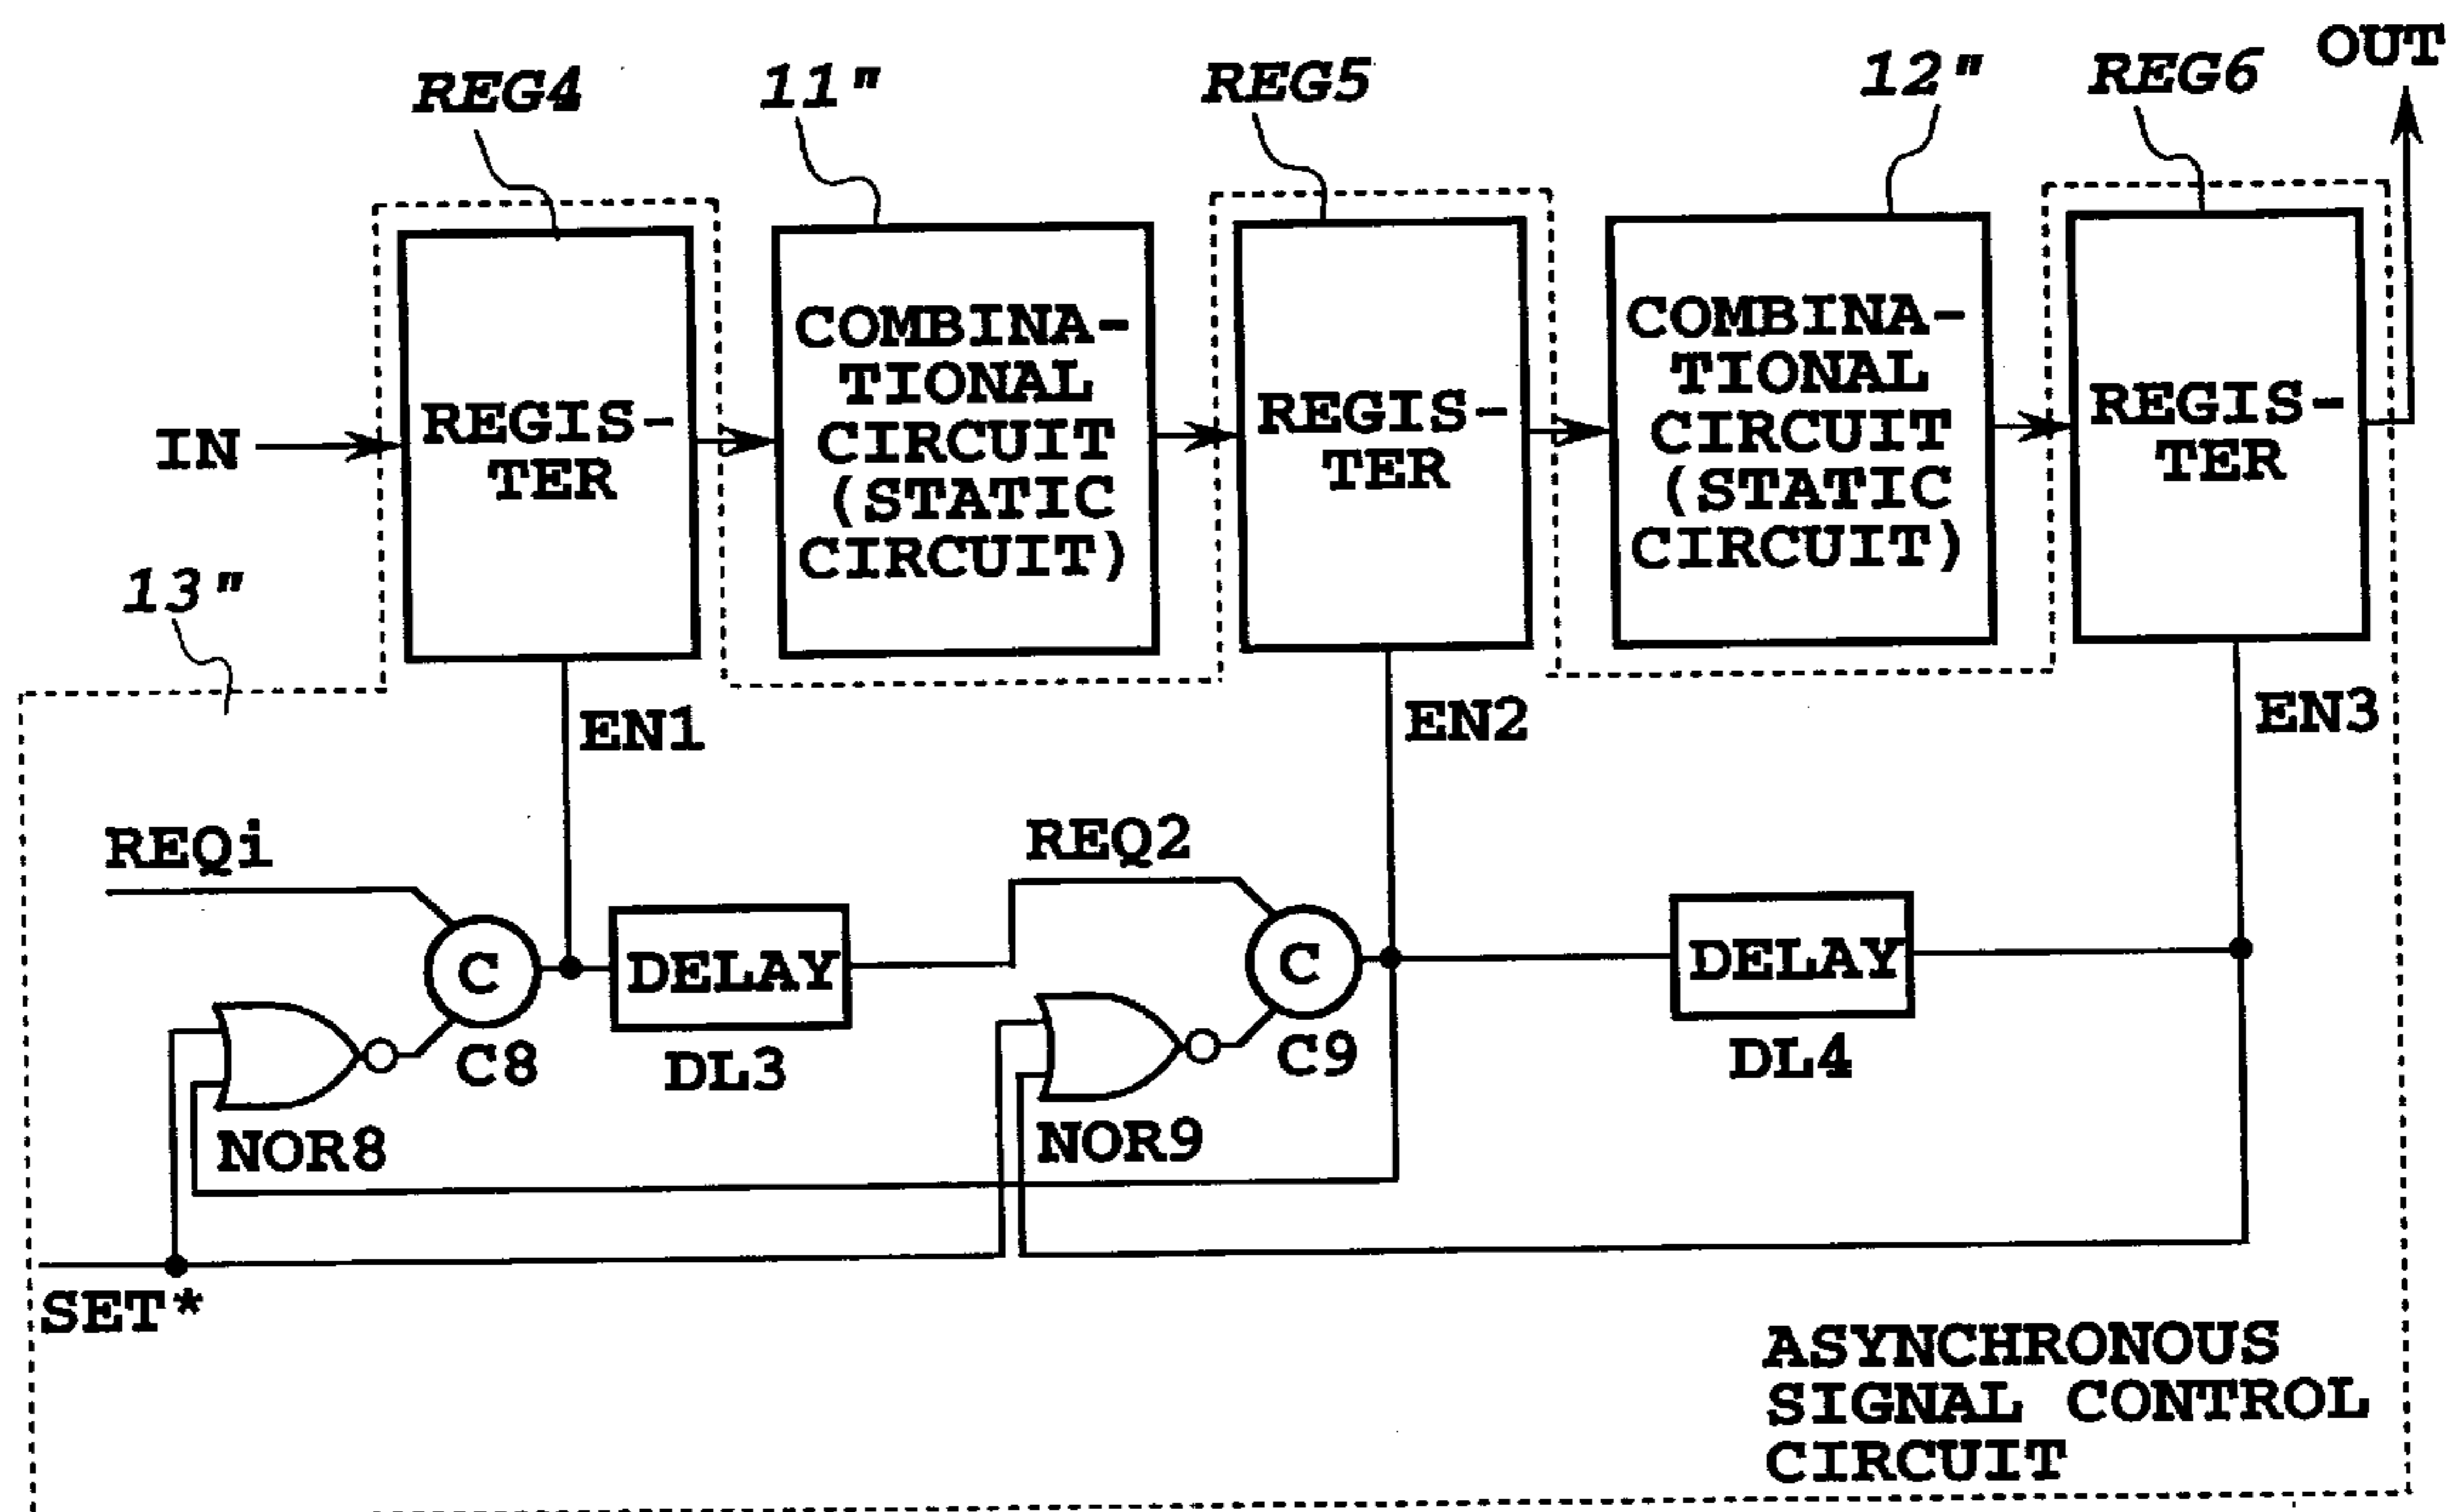 REG4
11"
REG5
12"
REG6
OUT
IN
REGIS-
TER
COMBINA-
TIONAL
CIRCUIT
(STATIC
CIRCUIT)
REGIS-
TER
COMBINA-
TIONAL
CIRCUIT
(STATIC
CIRCUIT)
REGIS-
TER
13"
EN1
EN2
EN3
REQi
REQ2
C
DELAY
C
DELAY
C8
DL3
C9
DL4
NOR8
NOR9
SET*
ASYNCHRONOUS
SIGNAL CONTROL
CIRCUIT